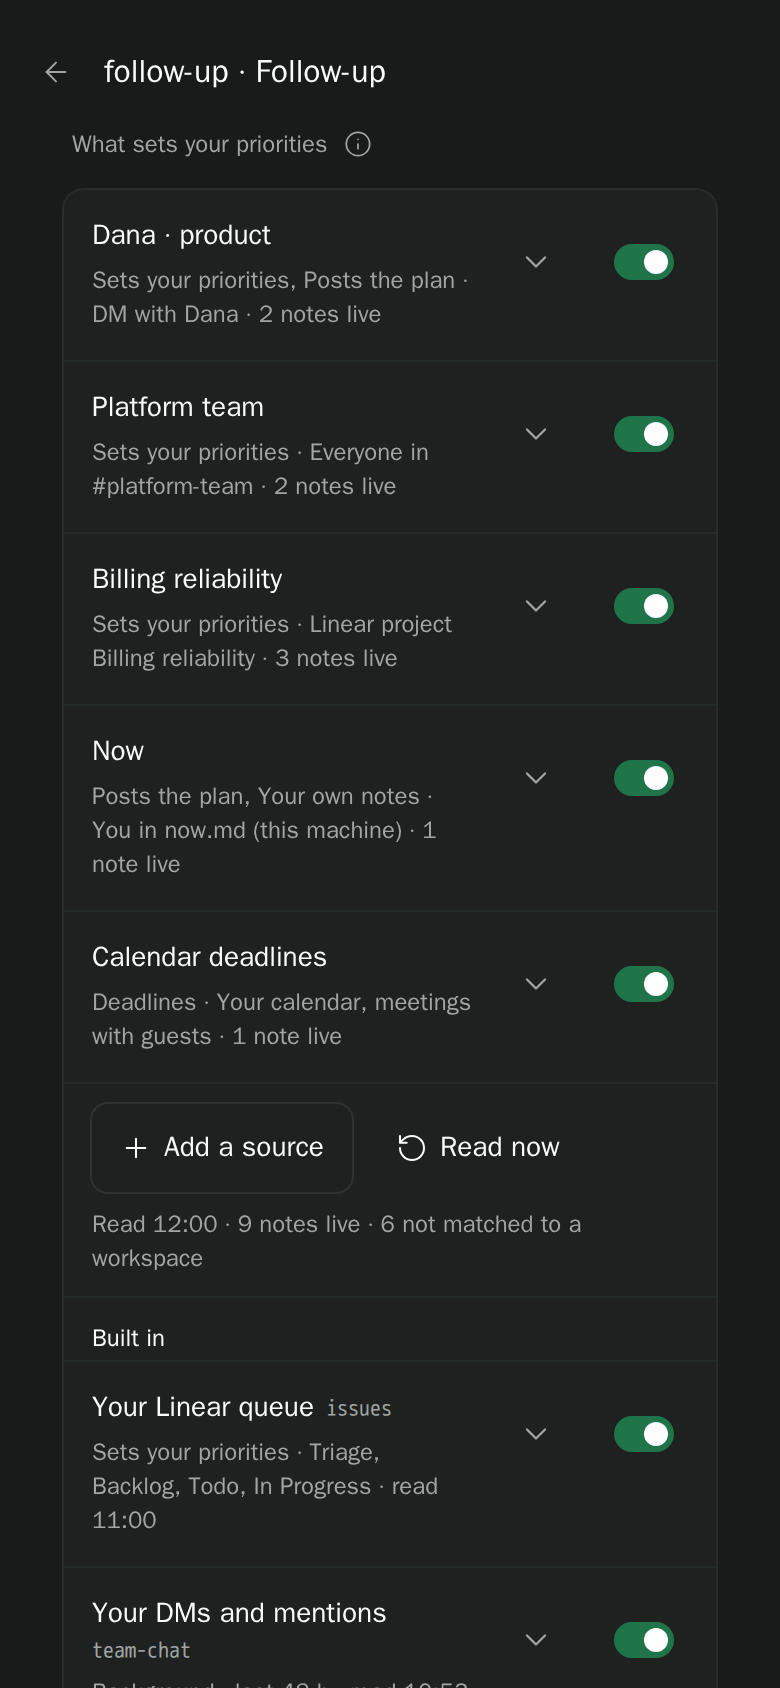 follow-up · Follow-up
What sets your priorities
Dana · product
Sets your priorities, Posts the plan ·
DM with Dana · 2 notes live
Platform team
Sets your priorities · Everyone in
#platform-team · 2 notes live
Billing reliability
Sets your priorities · Linear project
Billing reliability · 3 notes live
Now
Posts the plan, Your own notes ·
You in now.md (this machine) · 1
note live
Calendar deadlines
Deadlines · Your calendar, meetings
with guests · 1 note live
Add a source
Read now
Read 12:00 · 9 notes live · 6 not matched to a
workspace
Built in
Your Linear queue issues
Sets your priorities · Triage,
Backlog, Todo, In Progress · read
11:00
Your DMs and mentions
team-chat